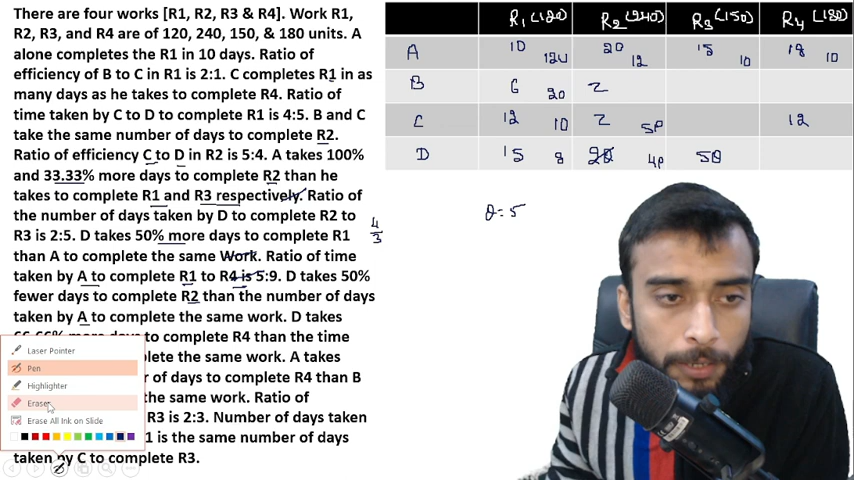 There are four works [R1, R2, R3 & R4]. Work R1,
R2, R3, and R4 are of 120, 240, 150, & 180 units. A
alone completes the R1 in 10 days. Ratio of
efficiency of B to C in R1 is 2:1. C completes R1 in as
many days as he takes to complete R4. Ratio of
time taken by C to D to complete R1 is 4:5. B and C
take the same number of days to complete R2.
Ratio of efficiency C to D in R2 is 5:4. A takes 100%
and 33.33% more days to complete R2 than he
takes to complete R1 and R3 respectively. Ratio of
the number of days taken by D to complete R2 to
R3 is 2:5. D takes 50% more days to complete R1
than A to complete the same Work. Ratio of time
taken by A to complete R1 to R4 is 5:9. D takes 50%
fewer days to complete R2 than the number of days
taken by A to complete the same work. D takes
to complete R4 than the time
plete the same work. A takes
r of days to complete R4 than B
the same work. Ratio of
R3 is 2:3. Number of days taken
1 is the same number of days
taken by C to complete R3.
Laser Pointer
Pen
Highlighter
Eraser
Erase All Ink on Slide
R1 (120) R2 (240) R3 (150) R4 (180)
A 10 12 20 12 15 10 18 10
B 6 20 z
C 12 10 z 5P 12
D 15 8 4P
4/3
θ = 5